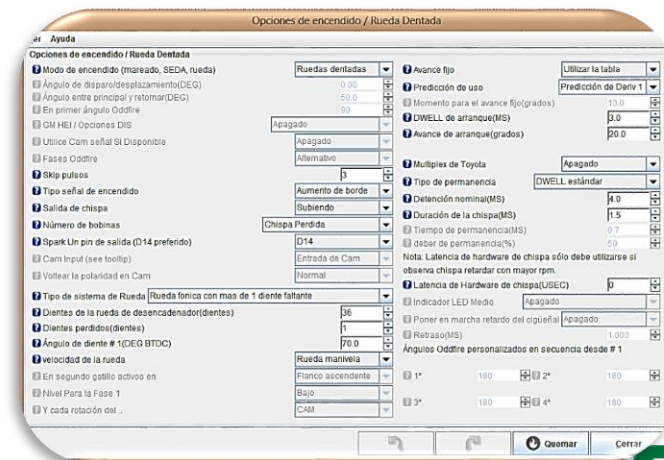 Opciones de encendido / Rueda Dentada
er Ayuda
Opciones de encendido / Rueda Dentada
Modo de encendido (mareado, SEDA, rueda) Ruedas dentadas
Ángulo de disparo/desplazamiento(DEG) 0.00
Ángulo entre principal y retornar(DEG) 50.0
En primer ángulo Oddfire 90
GM HEI / Opciones DIS Apagado
Utilice Cam señal Si Disponible Apagado
Fases Oddfire Alternativo
Skip pulsos 3
Tipo señal de encendido Aumento de borde
Salida de chispa Subiendo
Número de bobinas Chispa Perdida
Spark Un pin de salida (D14 preferido) D14
Cam Input (see tooltip) Entrada de Cam
Voltear la polaridad en Cam Normal
Tipo de sistema de Rueda Rueda fonica con mas de 1 diente faltante
Dientes de la rueda de desencadenador(dientes) 36
Dientes perdidos(dientes) 1
Ángulo de diente # 1(DEG BTDC) 70.0
velocidad de la rueda Rueda manivela
En segundo gatillo activos en Flanco ascendente
Nivel Para la Fase 1 Bajo
Y cada rotación del .. CAM
Avance fijo Utilizar la tabla
Predicción de uso Predicción de Deriv 1
Momento para el avance fijo(grados) 10.0
DWELL de arranque(MS) 3.0
Avance de arranque(grados) 20.0
Multiplex de Toyota Apagado
Tipo de permanencia DWELL estándar
Detención nominal(MS) 4.0
Duración de la chispa(MS) 1.5
Tiempo de permanencia(MS) 0.7
deber de permanencia(%) 50
Nota: Latencia de hardware de chispa sólo debe utilizarse si
observa chispa retardar con mayor rpm.
Latencia de Hardware de chispa(USEC) 0
Indicador LED Medio Apagado
Poner en marcha retardo del cigüeñal Apagado
Retraso(MS) 1.000
Ángulos Oddfire personalizados en secuencia desde # 1
1ª 180 2ª 180
3ª 180 4ª 180
Quemar Cerrar